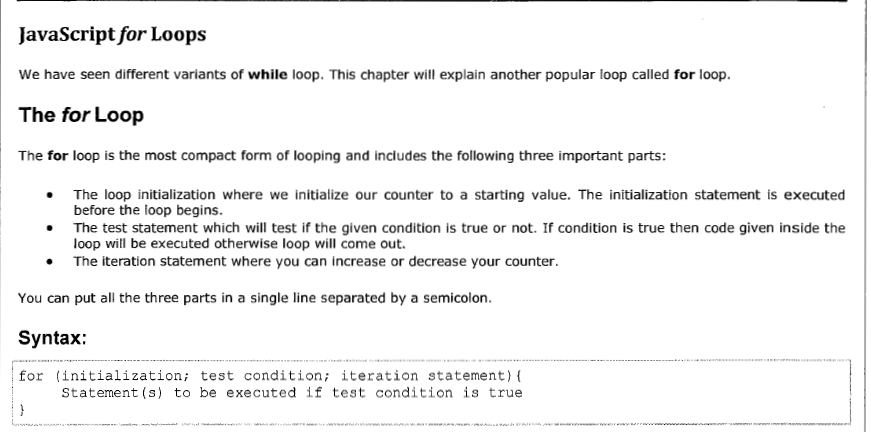 JavaScript for Loops
We have seen different variants of while loop. This chapter will explain another popular loop called for loop.
The for Loop
The for loop is the most compact form of looping and includes the following three important parts:
• The loop initialization where we initialize our counter to a starting value. The initialization statement is executed
before the loop begins.
• The test statement which will test if the given condition is true or not. If condition is true then code given inside the
loop will be executed otherwise loop will come out.
• The iteration statement where you can increase or decrease your counter.
You can put all the three parts in a single line separated by a semicolon.
Syntax:
for (initialization; test condition; iteration statement){
     Statement(s) to be executed if test condition is true
}